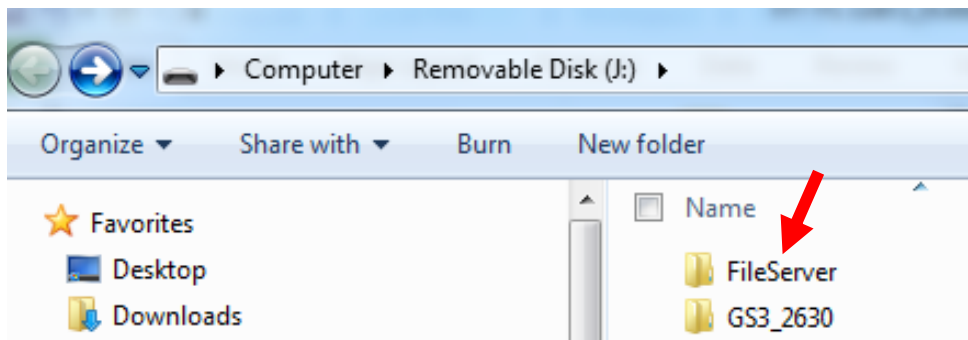 Computer Removable Disk (J:)
Organize Share with Burn New folder
Favorites
Desktop
Downloads
Name
FileServer
GS3_2630